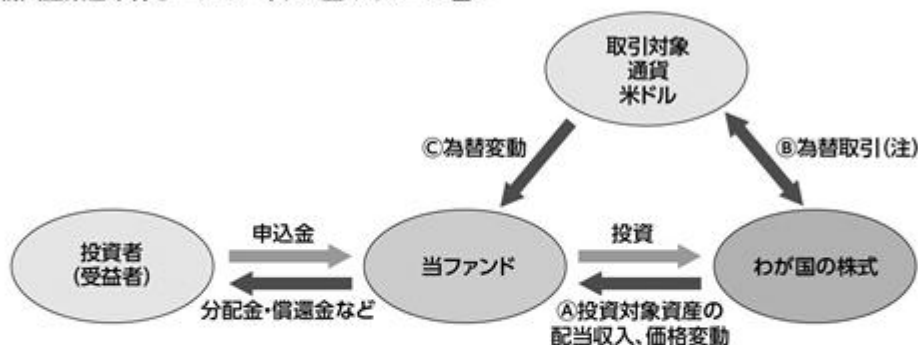 取引対象
通貨
米ドル
Ⓒ為替変動
Ⓑ為替取引(注)
投資者
(受益者)
申込金
分配金・償還金など
当ファンド
投資
Ⓐ投資対象資産の
配当収入、価格変動
わが国の株式